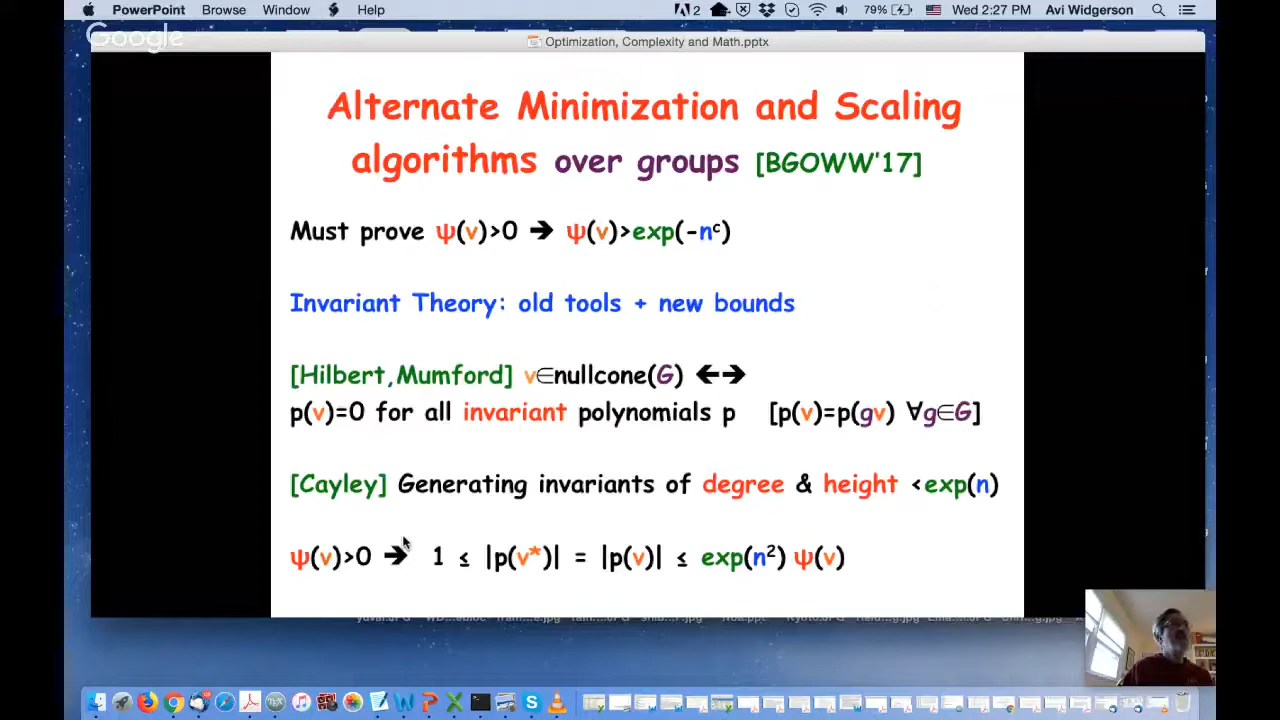 PowerPoint Browse Window Help 2 79% Wed 2:27 PM Avi Widgerson
Google
Optimization, Complexity and Math.pptx
Alternate Minimization and Scaling
algorithms over groups [BGOWW'17]
Must prove ψ(v)>0 ➔ ψ(v)>exp(-nᶜ)
Invariant Theory: old tools + new bounds
[Hilbert,Mumford] v∈nullcone(G) ←→
p(v)=0 for all invariant polynomials p [p(v)=p(gv) ∀g∈G]
[Cayley] Generating invariants of degree & height <exp(n)
ψ(v)>0 ➔ 1 ≤ |p(v*)| = |p(v)| ≤ exp(n²) ψ(v)